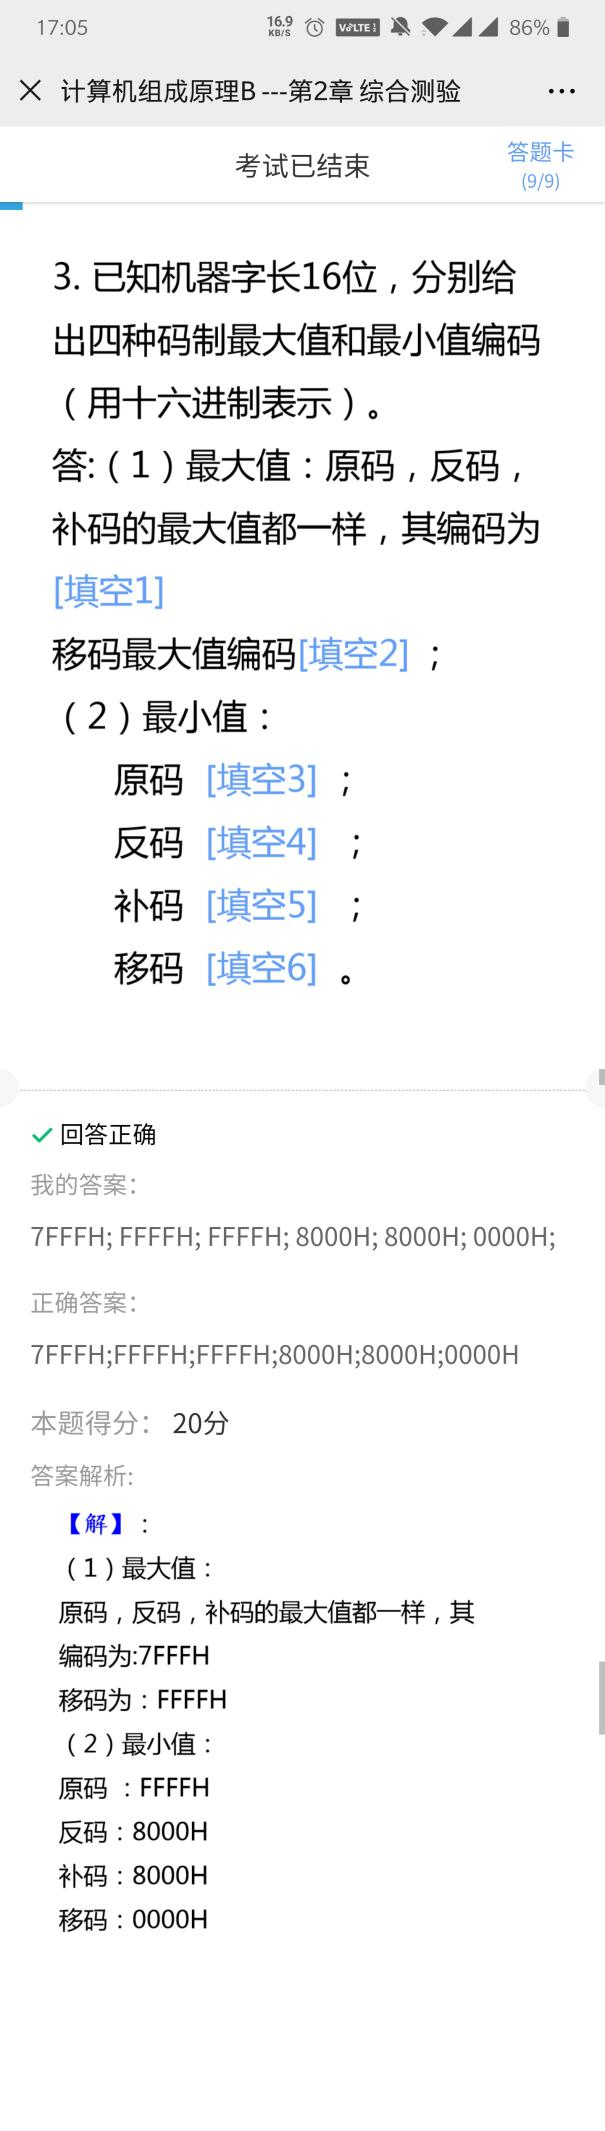 17:05
16.9 KB/S
VoLTE
86%
计算机组成原理B ---第2章 综合测验
考试已结束
答题卡
(9/9)
3. 已知机器字长16位，分别给
出四种码制最大值和最小值编码
（用十六进制表示）。
答:（1）最大值：原码，反码，
补码的最大值都一样，其编码为
[填空1]
移码最大值编码[填空2] ；
（2）最小值：
原码 [填空3] ；
反码 [填空4] ；
补码 [填空5] ；
移码 [填空6] 。
回答正确
我的答案：
7FFFH; FFFFH; FFFFH; 8000H; 8000H; 0000H;
正确答案：
7FFFH;FFFFH;FFFFH;8000H;8000H;0000H
本题得分： 20分
答案解析:
【解】：
（1）最大值：
原码，反码，补码的最大值都一样，其
编码为:7FFFH
移码为：FFFFH
（2）最小值：
原码 ：FFFFH
反码：8000H
补码：8000H
移码：0000H